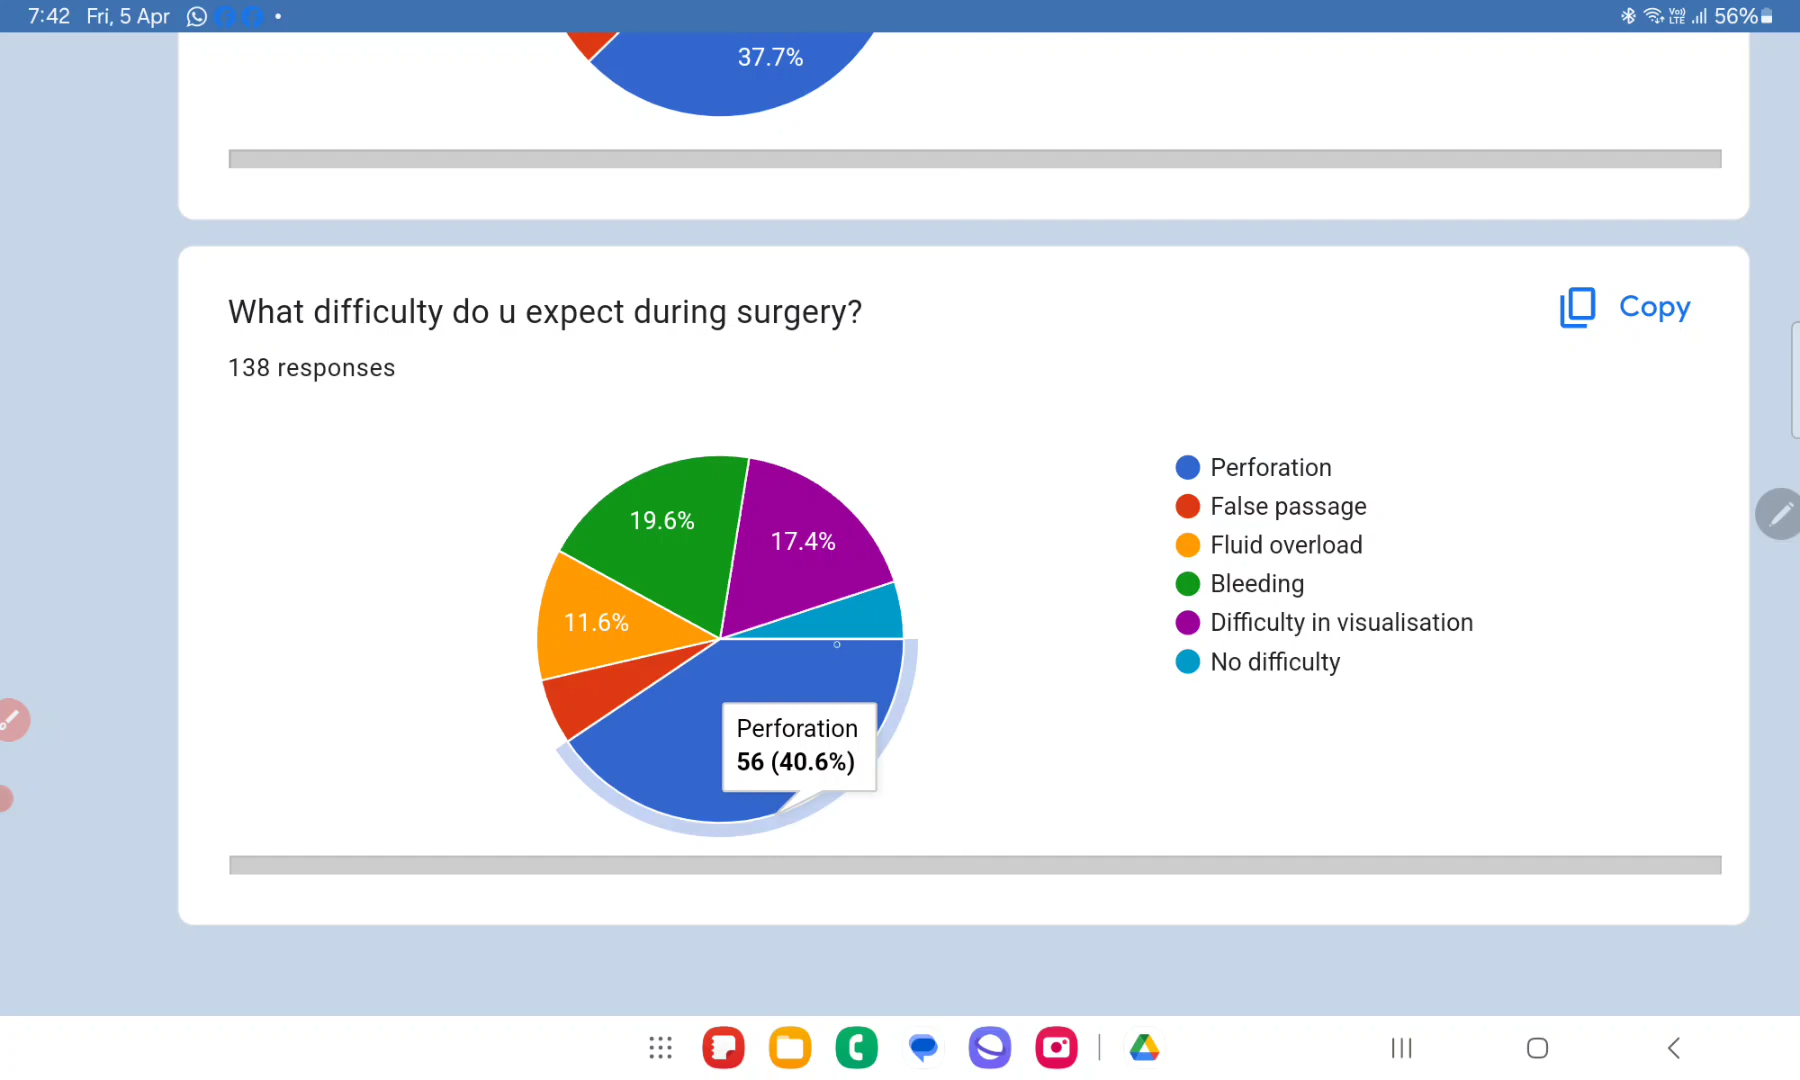 7:42 Fri, 5 Apr
Vo)) LTE 56%
37.7%
What difficulty do u expect during surgery?
Copy
138 responses
19.6%
17.4%
11.6%
Perforation
56 (40.6%)
Perforation
False passage
Fluid overload
Bleeding
Difficulty in visualisation
No difficulty